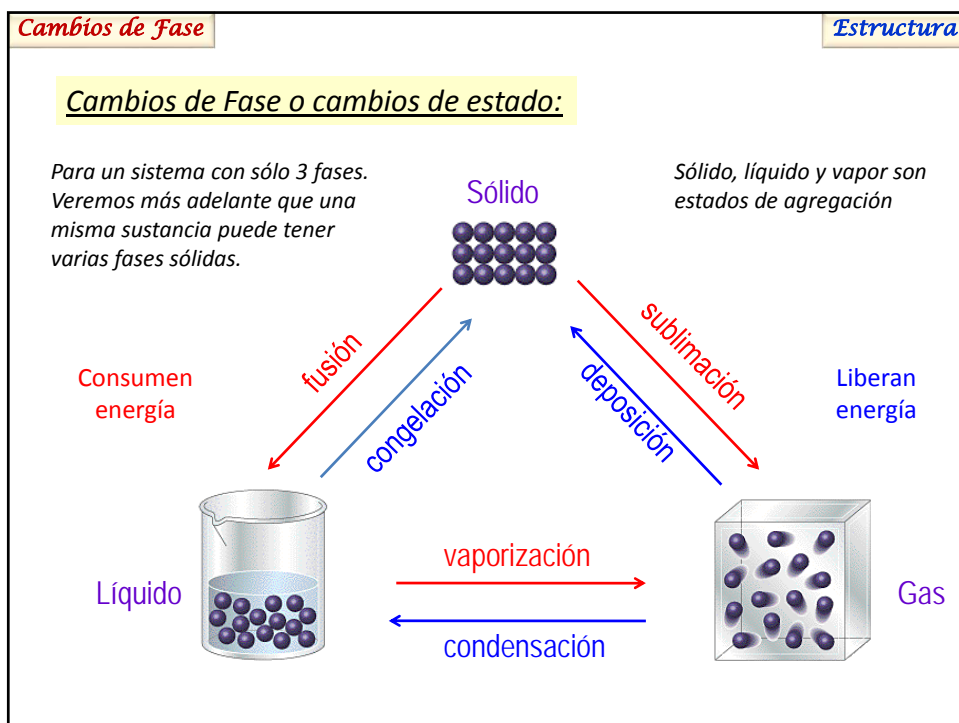 Cambios de Fase
Estructura
Cambios de Fase o cambios de estado:
Para un sistema con sólo 3 fases.
Veremos más adelante que una
misma sustancia puede tener
varias fases sólidas.
Sólido
Sólido, líquido y vapor son
estados de agregación
fusión
congelación
sublimación
deposición
Consumen
energía
Liberan
energía
Líquido
vaporización
condensación
Gas